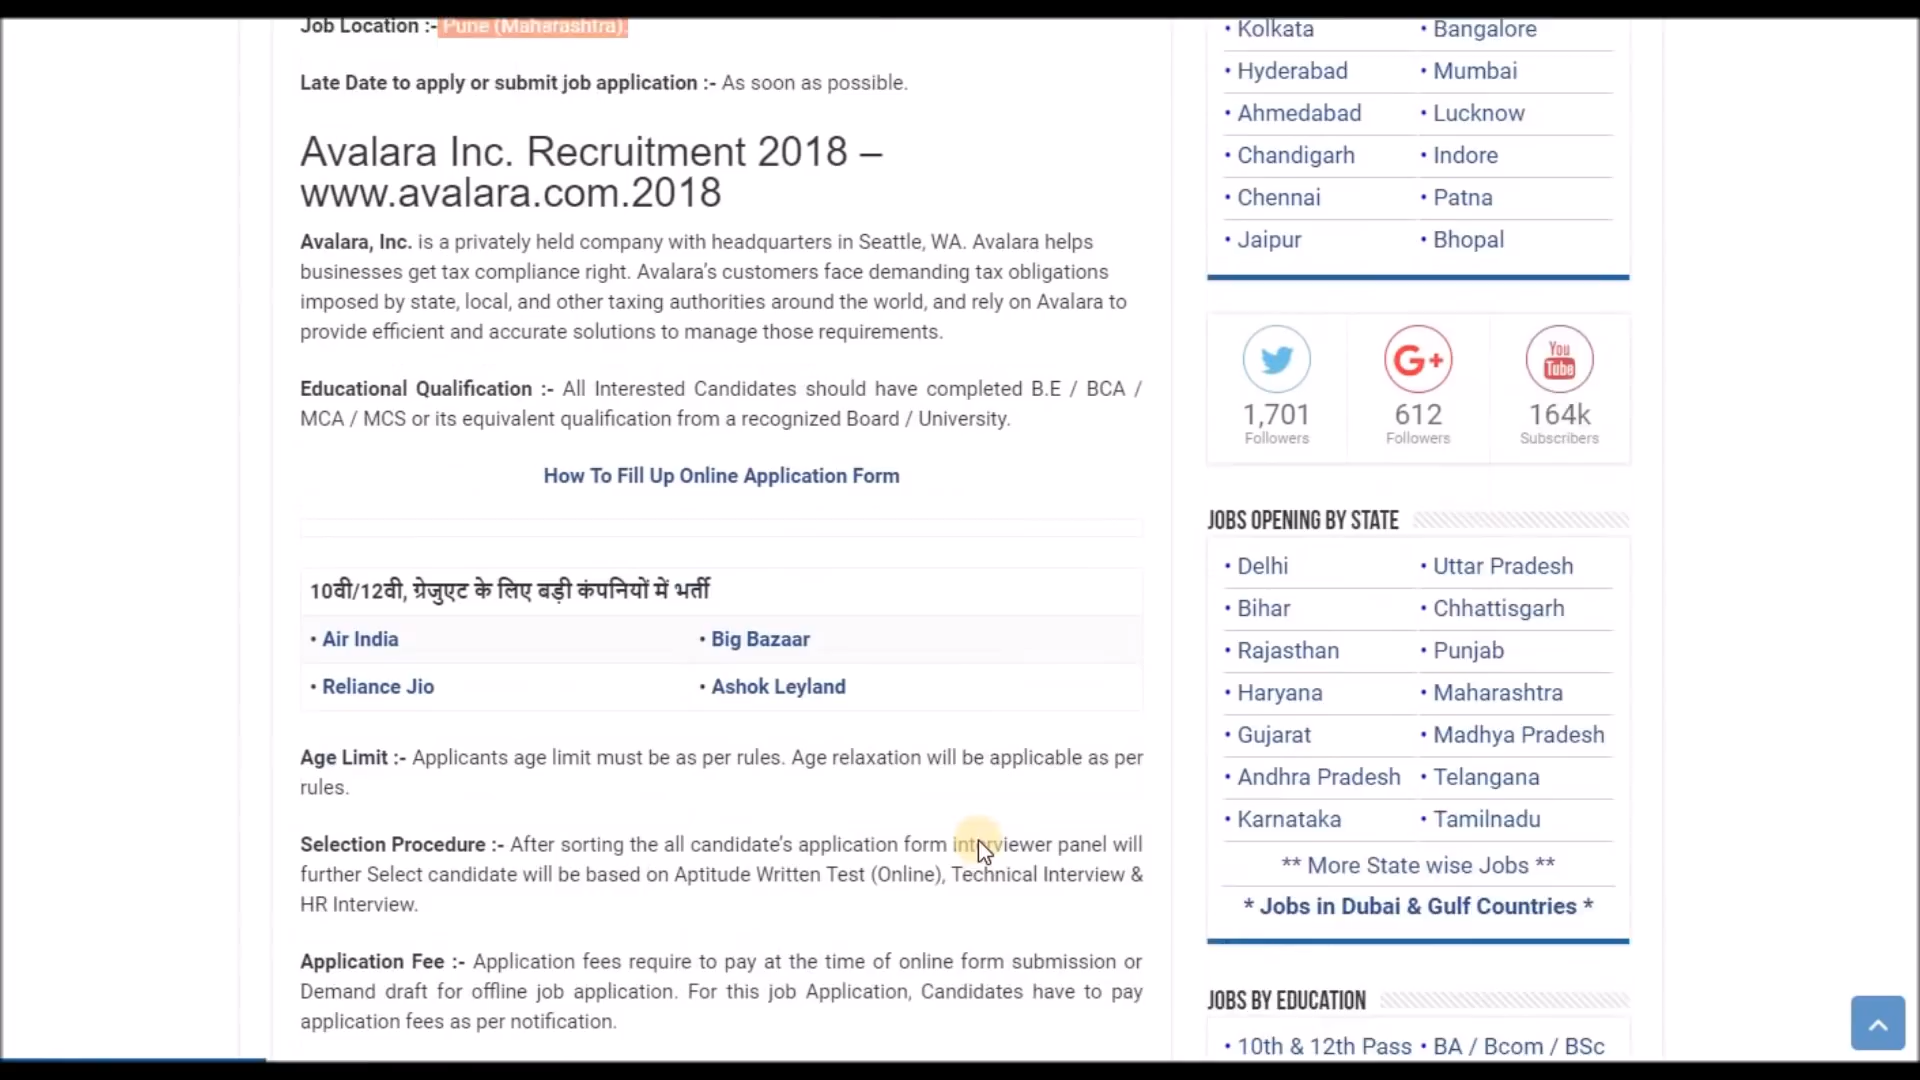 Job Location :- Pune (Maharashtra).
Late Date to apply or submit job application :- As soon as possible.
Avalara Inc. Recruitment 2018 –
www.avalara.com.2018
Avalara, Inc. is a privately held company with headquarters in Seattle, WA. Avalara helps
businesses get tax compliance right. Avalara’s customers face demanding tax obligations
imposed by state, local, and other taxing authorities around the world, and rely on Avalara to
provide efficient and accurate solutions to manage those requirements.
Educational Qualification :- All Interested Candidates should have completed B.E / BCA /
MCA / MCS or its equivalent qualification from a recognized Board / University.
How To Fill Up Online Application Form
10वी/12वी, ग्रेजुएट के लिए बड़ी कंपनियों में भर्ती
• Air India • Big Bazaar
• Reliance Jio • Ashok Leyland
Age Limit :- Applicants age limit must be as per rules. Age relaxation will be applicable as per
rules.
Selection Procedure :- After sorting the all candidate’s application form interviewer panel will
further Select candidate will be based on Aptitude Written Test (Online), Technical Interview &
HR Interview.
Application Fee :- Application fees require to pay at the time of online form submission or
Demand draft for offline job application. For this job Application, Candidates have to pay
application fees as per notification.
• Kolkata • Bangalore
• Hyderabad • Mumbai
• Ahmedabad • Lucknow
• Chandigarh • Indore
• Chennai • Patna
• Jaipur • Bhopal
G+ You Tube
1,701 612 164k
Followers Followers Subscribers
JOBS OPENING BY STATE
• Delhi • Uttar Pradesh
• Bihar • Chhattisgarh
• Rajasthan • Punjab
• Haryana • Maharashtra
• Gujarat • Madhya Pradesh
• Andhra Pradesh • Telangana
• Karnataka • Tamilnadu
** More State wise Jobs **
* Jobs in Dubai & Gulf Countries *
JOBS BY EDUCATION
• 10th & 12th Pass • BA / Bcom / BSc